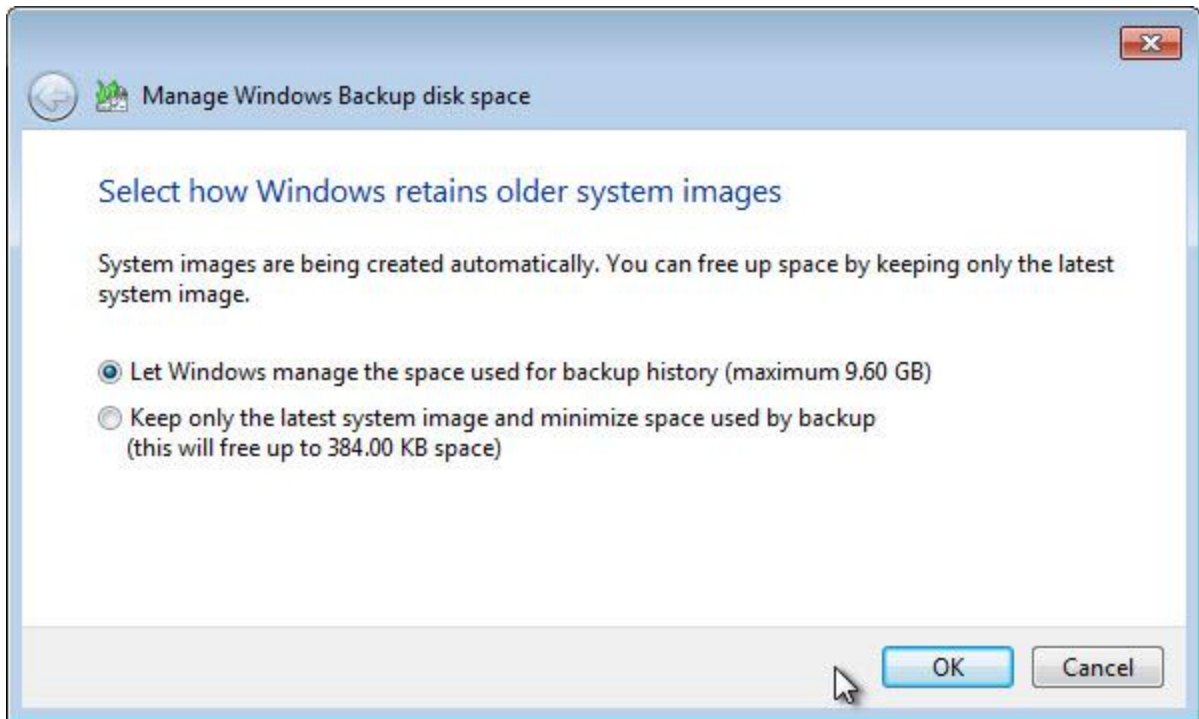 Manage Windows Backup disk space
Select how Windows retains older system images
System images are being created automatically. You can free up space by keeping only the latest
system image.
Let Windows manage the space used for backup history (maximum 9.60 GB)
Keep only the latest system image and minimize space used by backup
(this will free up to 384.00 KB space)
OK Cancel